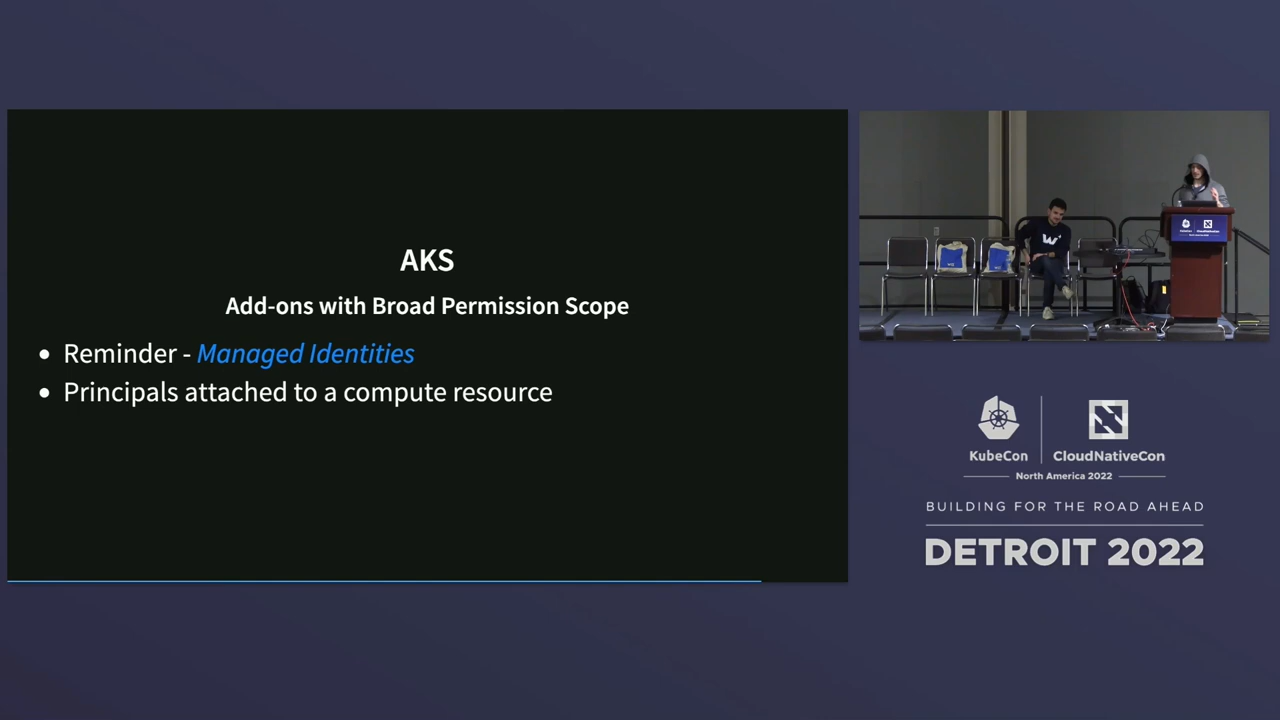 AKS
Add-ons with Broad Permission Scope
Reminder - Managed Identities
Principals attached to a compute resource
KubeCon
CloudNativeCon
North America 2022
BUILDING FOR THE ROAD AHEAD
DETROIT 2022